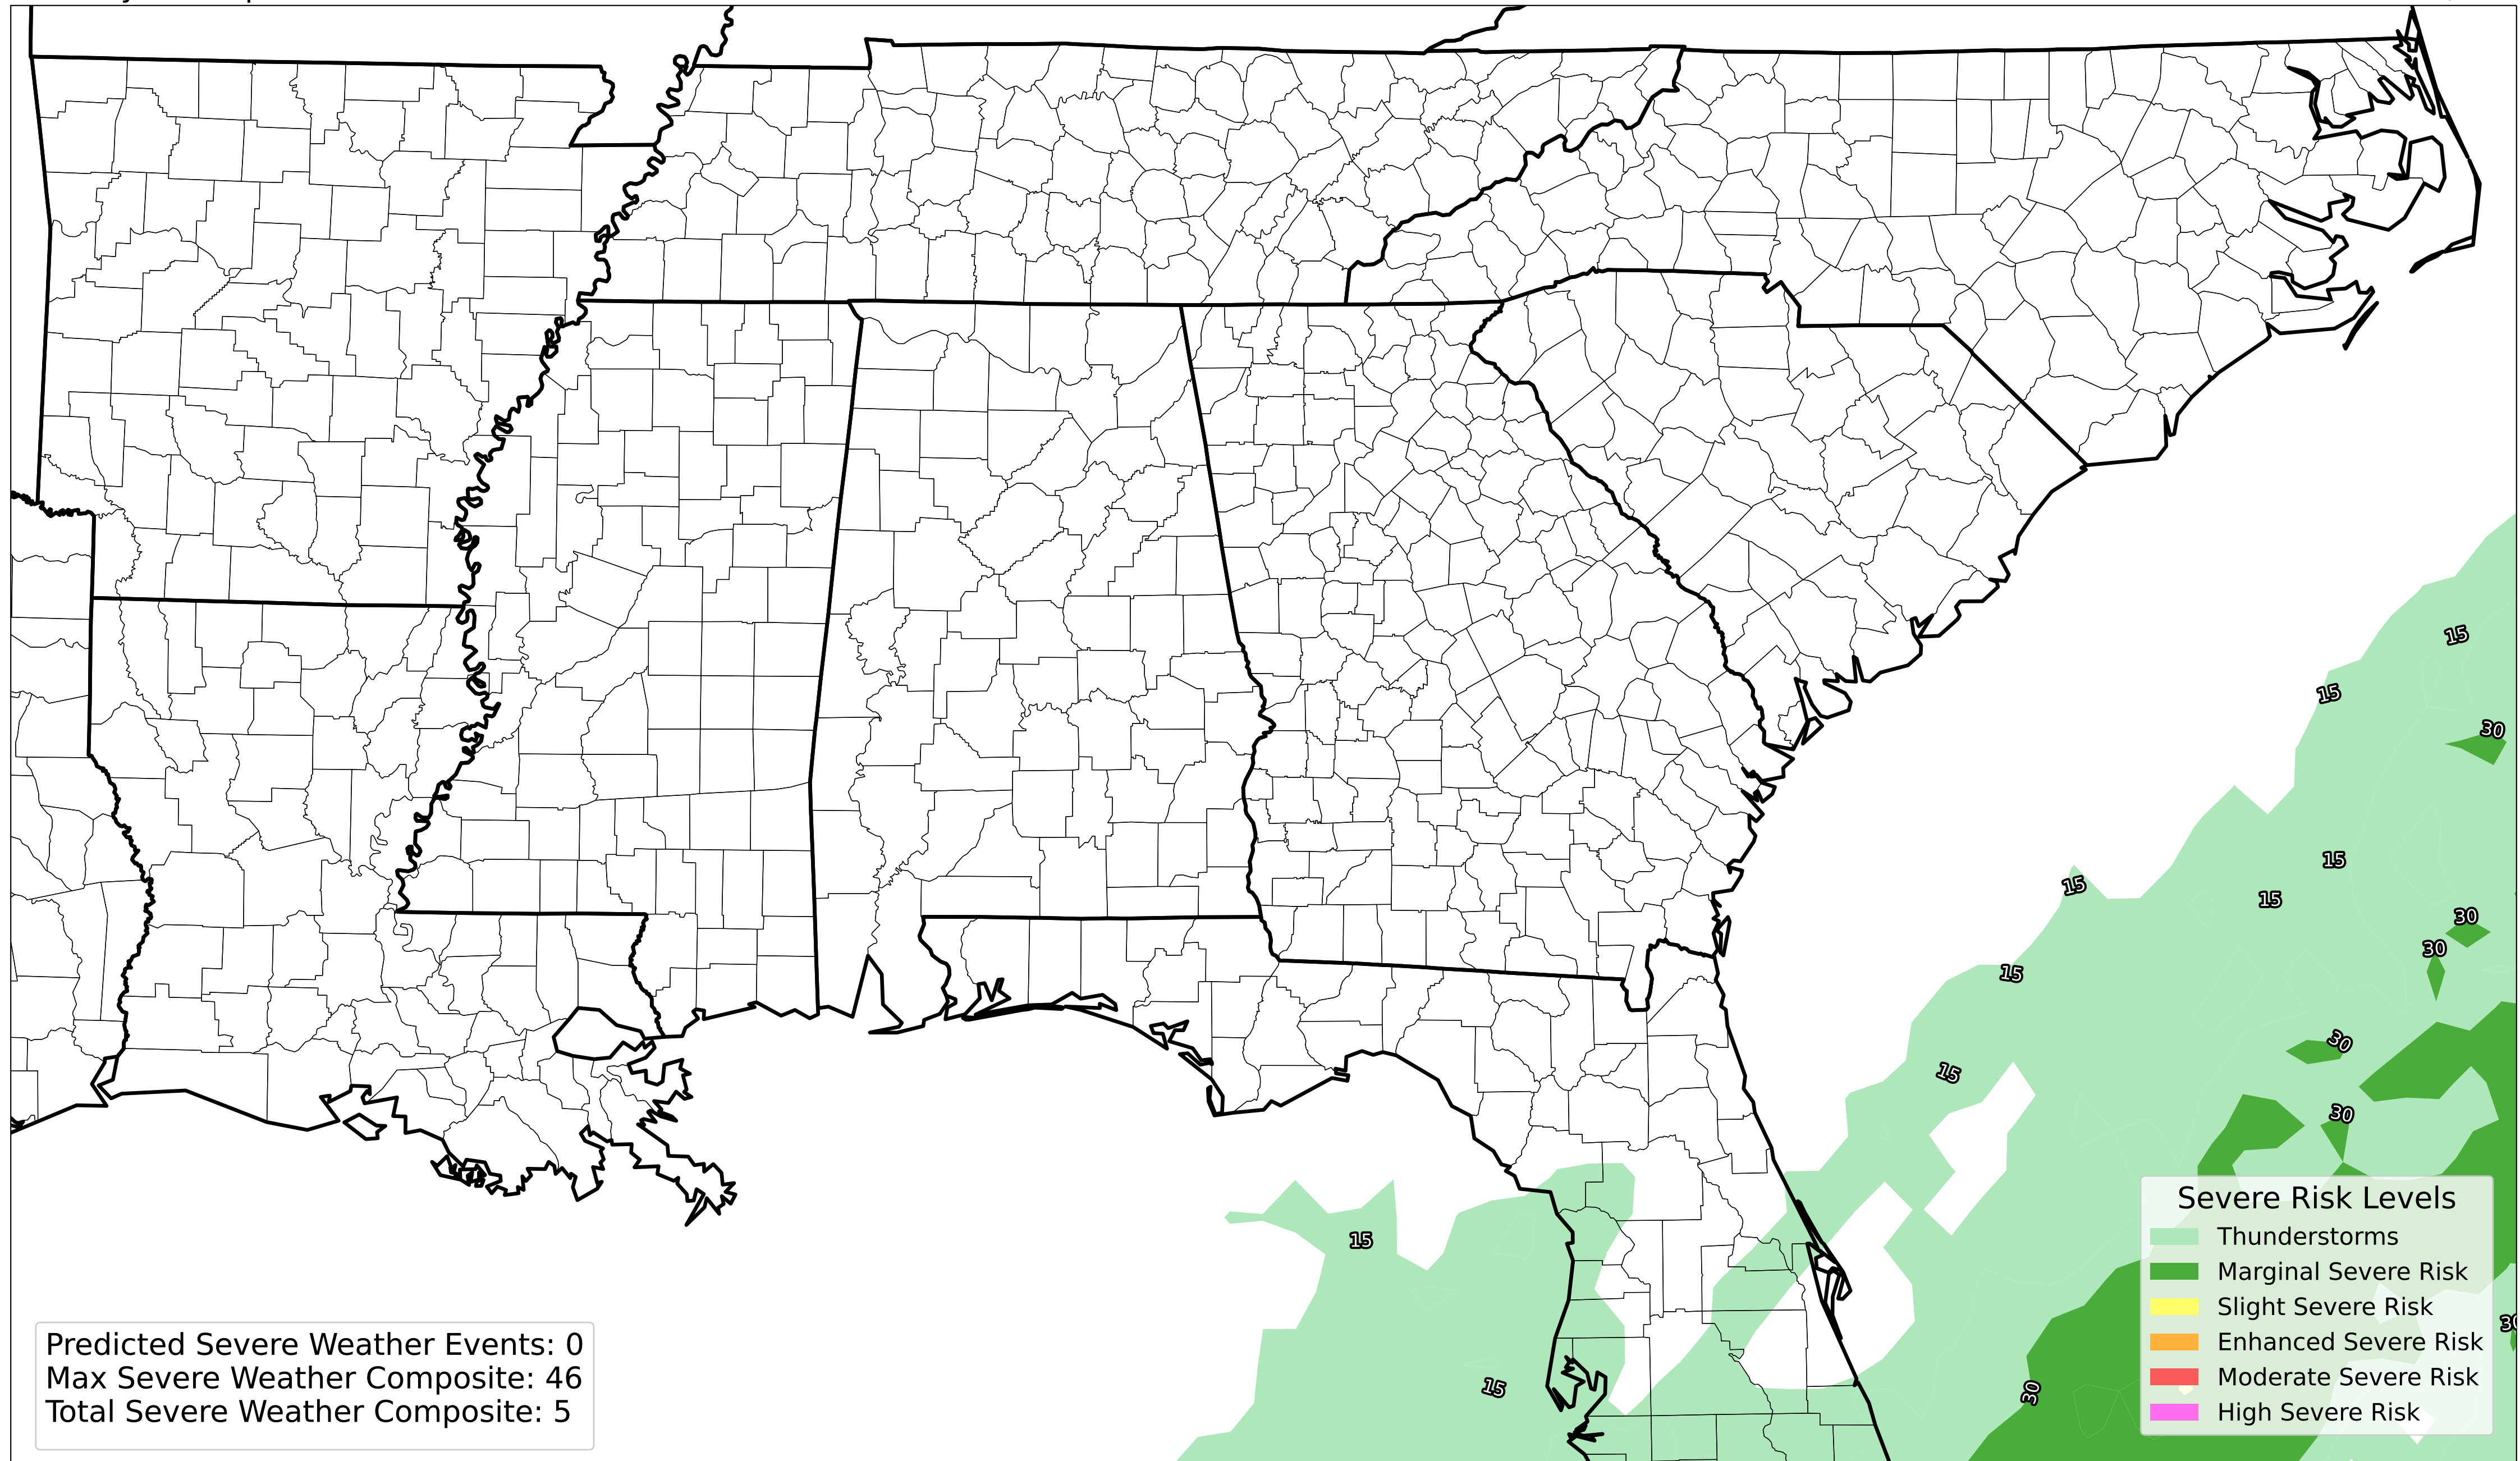 15
15
30
15
15
15
30
30
15
30
15
30
15
15
30
30
Severe Risk Levels
Thunderstorms
Marginal Severe Risk
Slight Severe Risk
Enhanced Severe Risk
Moderate Severe Risk
High Severe Risk
Predicted Severe Weather Events: 0
Max Severe Weather Composite: 46
Total Severe Weather Composite: 5